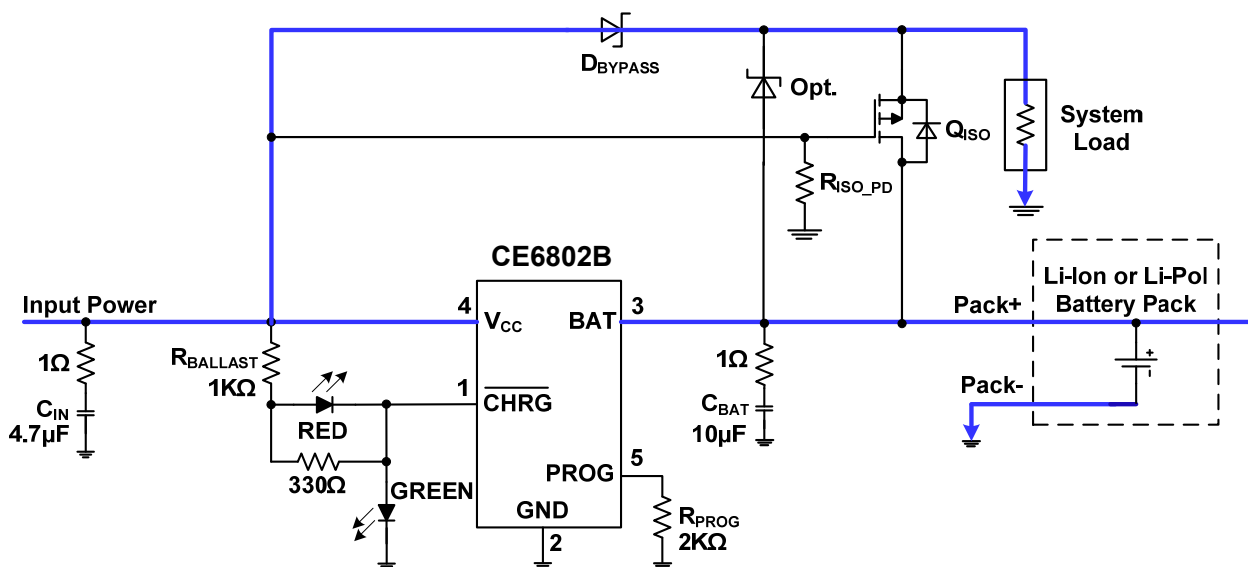 DBYPASS
Opt.
QISO
System
Load
RISO_PD
CE6802B
Input Power
4
VCC
BAT
3
Pack+
Li-Ion or Li-Pol
Battery Pack
1Ω
RBALLAST
1KΩ
1
CHRG
1Ω
Pack-
+
-
CIN
4.7µF
RED
CBAT
10µF
330Ω
GREEN
PROG
5
GND
2
RPROG
2KΩ